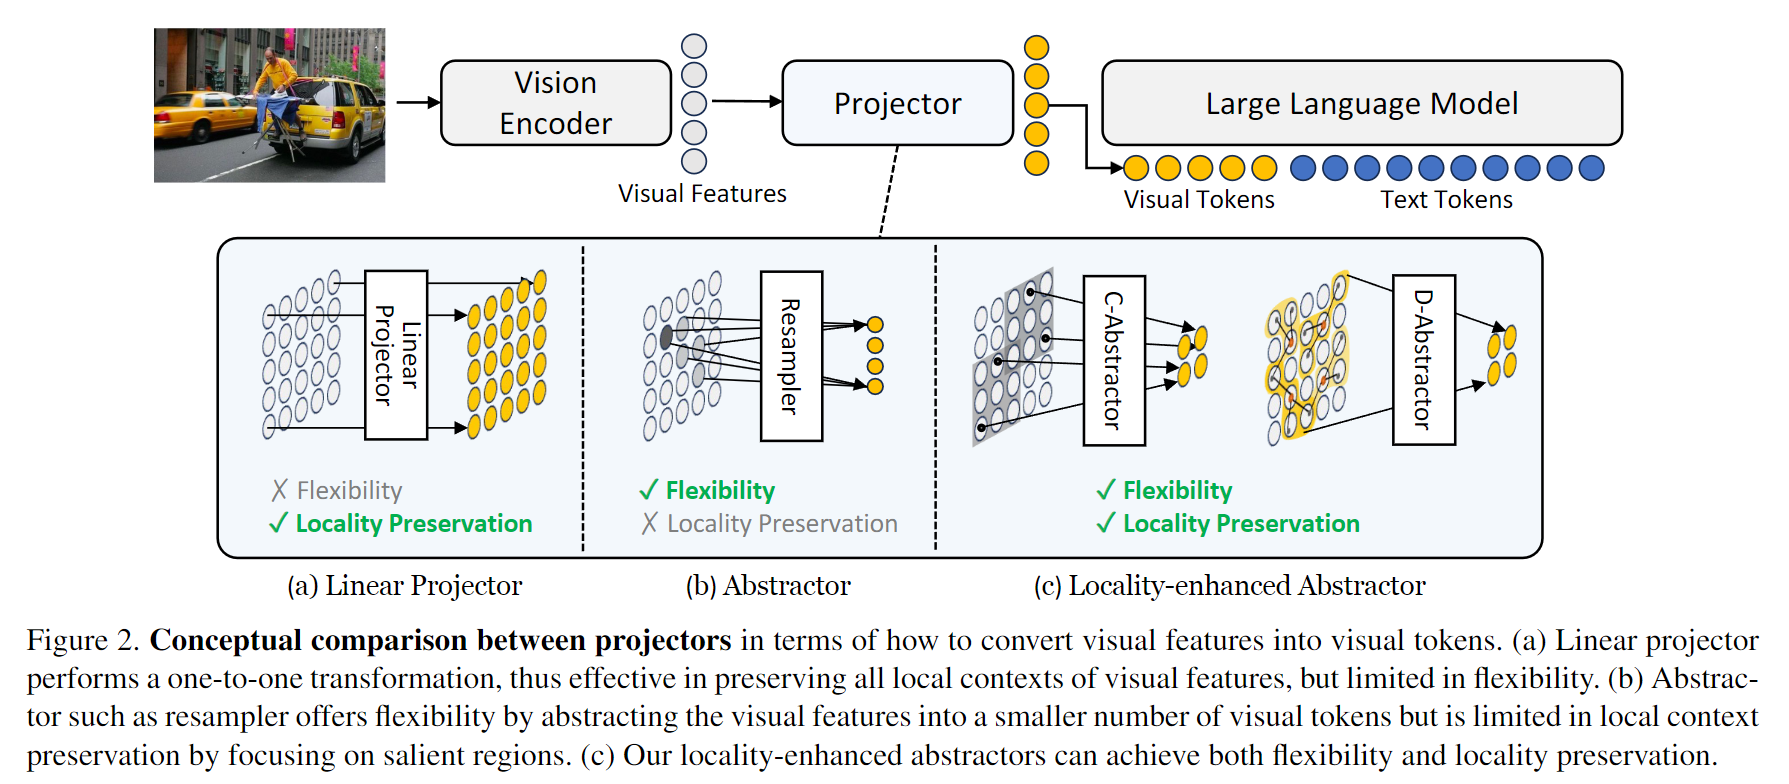 Vision
Encoder
Projector
Large Language Model
Visual Features
Visual Tokens
Text Tokens
Linear
Projector
Resampler
C-Abstractor
D-Abstractor
✗ Flexibility
✓ Locality Preservation
✓ Flexibility
✗ Locality Preservation
✓ Flexibility
✓ Locality Preservation
(a) Linear Projector
(b) Abstractor
(c) Locality-enhanced Abstractor
Figure 2. Conceptual comparison between projectors in terms of how to convert visual features into visual tokens. (a) Linear projector
performs a one-to-one transformation, thus effective in preserving all local contexts of visual features, but limited in flexibility. (b) Abstrac-
tor such as resampler offers flexibility by abstracting the visual features into a smaller number of visual tokens but is limited in local context
preservation by focusing on salient regions. (c) Our locality-enhanced abstractors can achieve both flexibility and locality preservation.